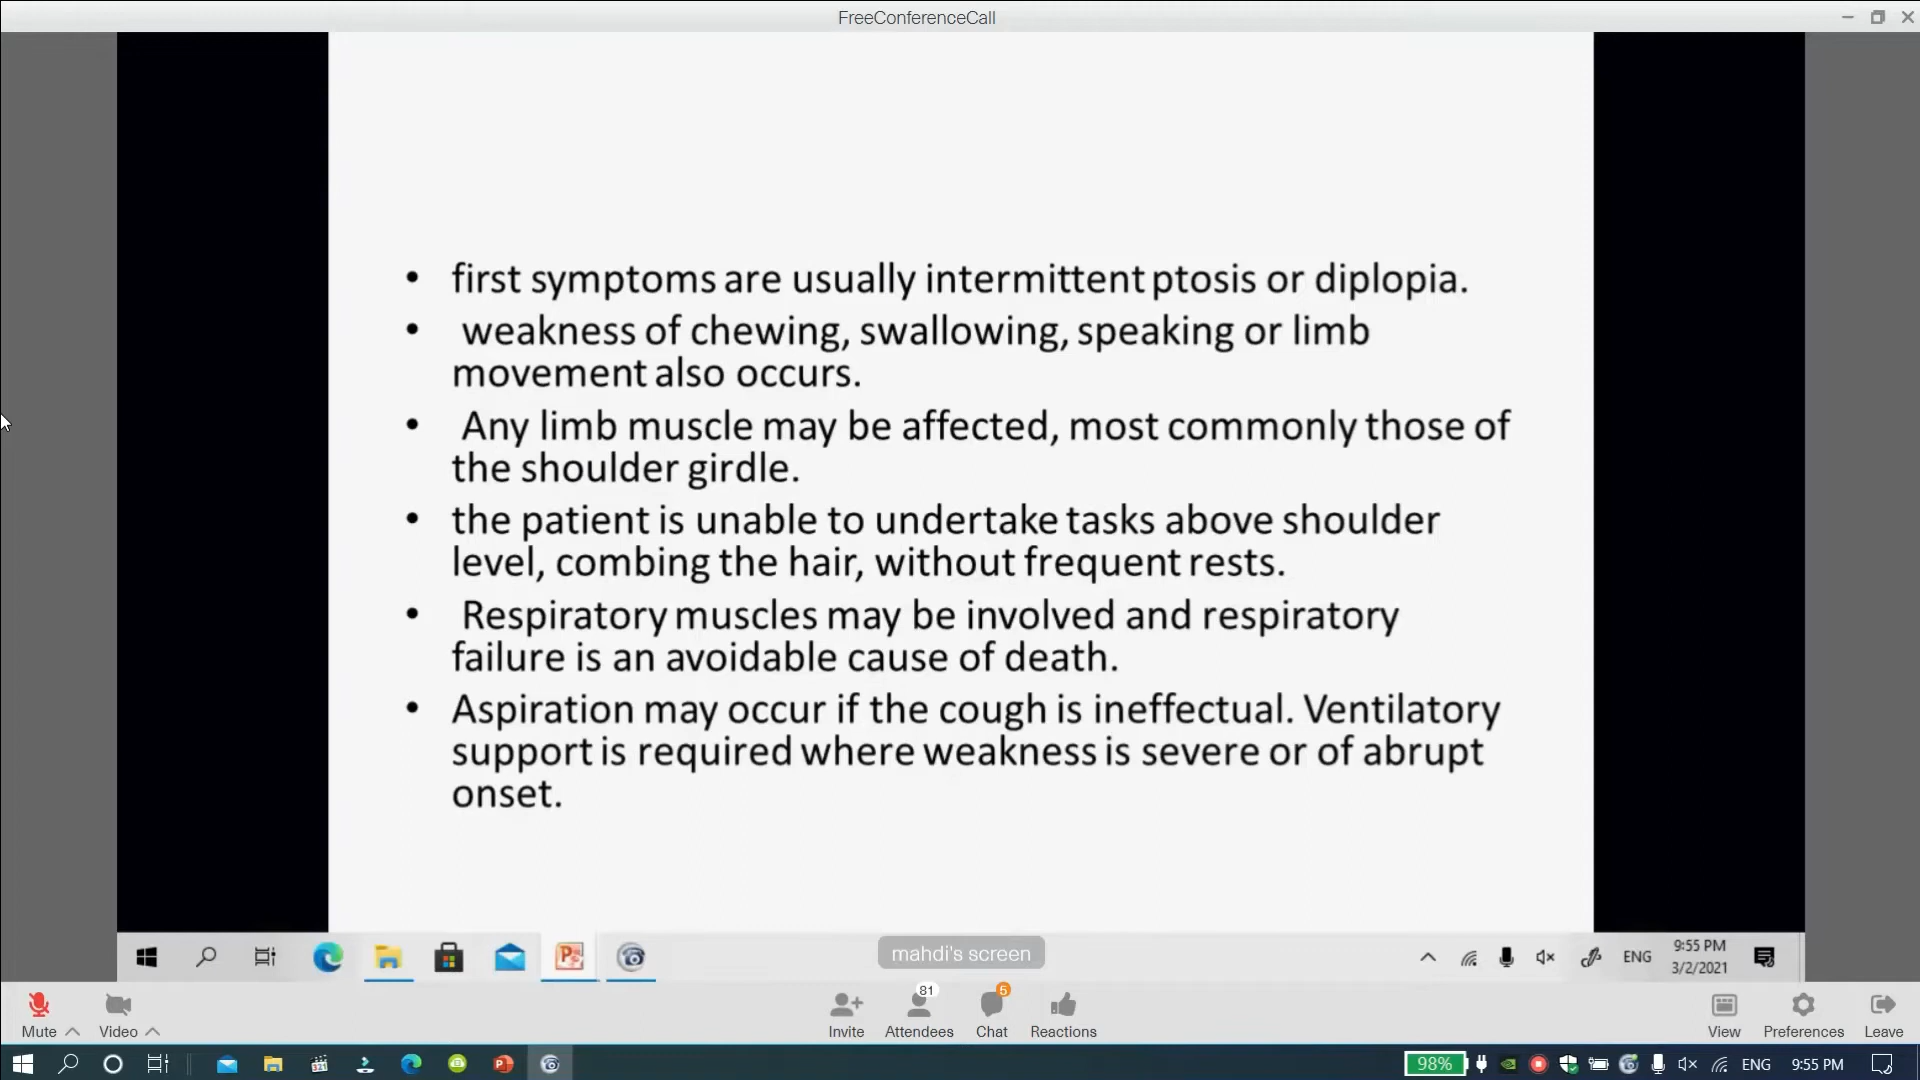 FreeConferenceCall
• first symptoms are usually intermittent ptosis or diplopia.
• weakness of chewing, swallowing, speaking or limb
movement also occurs.
• Any limb muscle may be affected, most commonly those of
the shoulder girdle.
• the patient is unable to undertake tasks above shoulder
level, combing the hair, without frequent rests.
• Respiratory muscles may be involved and respiratory
failure is an avoidable cause of death.
• Aspiration may occur if the cough is ineffectual. Ventilatory
support is required where weakness is severe or of abrupt
onset.
mahdi's screen
ENG
9:55 PM
3/2/2021
81
5
Mute
Video
Invite
Attendees
Chat
Reactions
View
Preferences
Leave
98%
ENG
9:55 PM